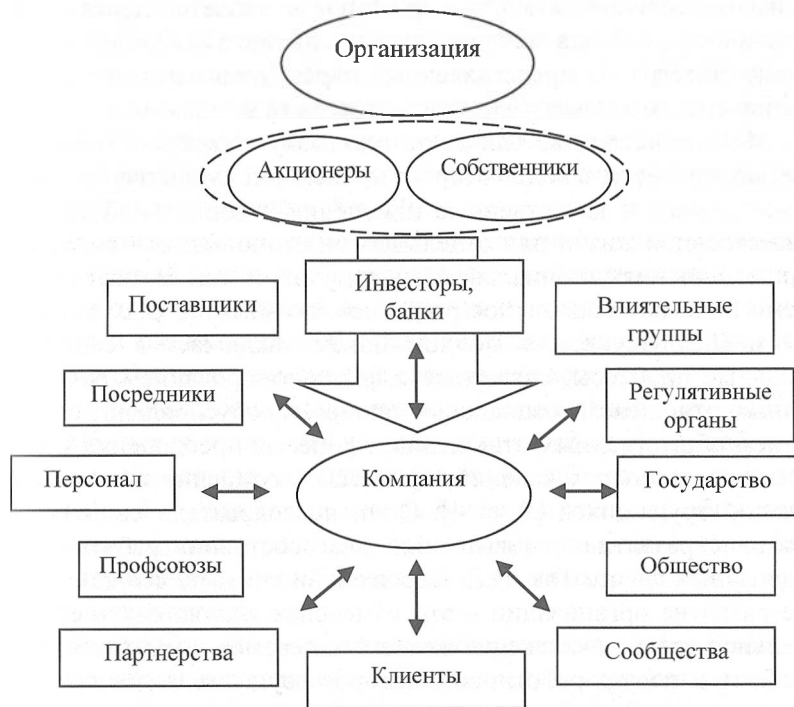 Организация
Акционеры
Собственники
Инвесторы,
банки
Поставщики
Влиятельные
группы
Посредники
Регулятивные
органы
Персонал
Компания
Государство
Профсоюзы
Общество
Партнерства
Клиенты
Сообщества